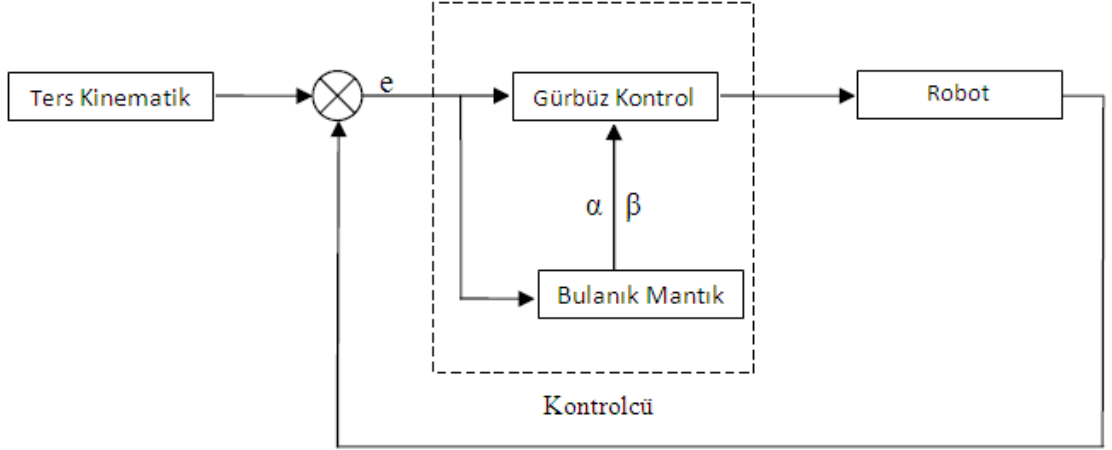 Ters Kinematik
e
Gürbüz Kontrol
Robot
α β
Bulanık Mantık
Kontrolcü